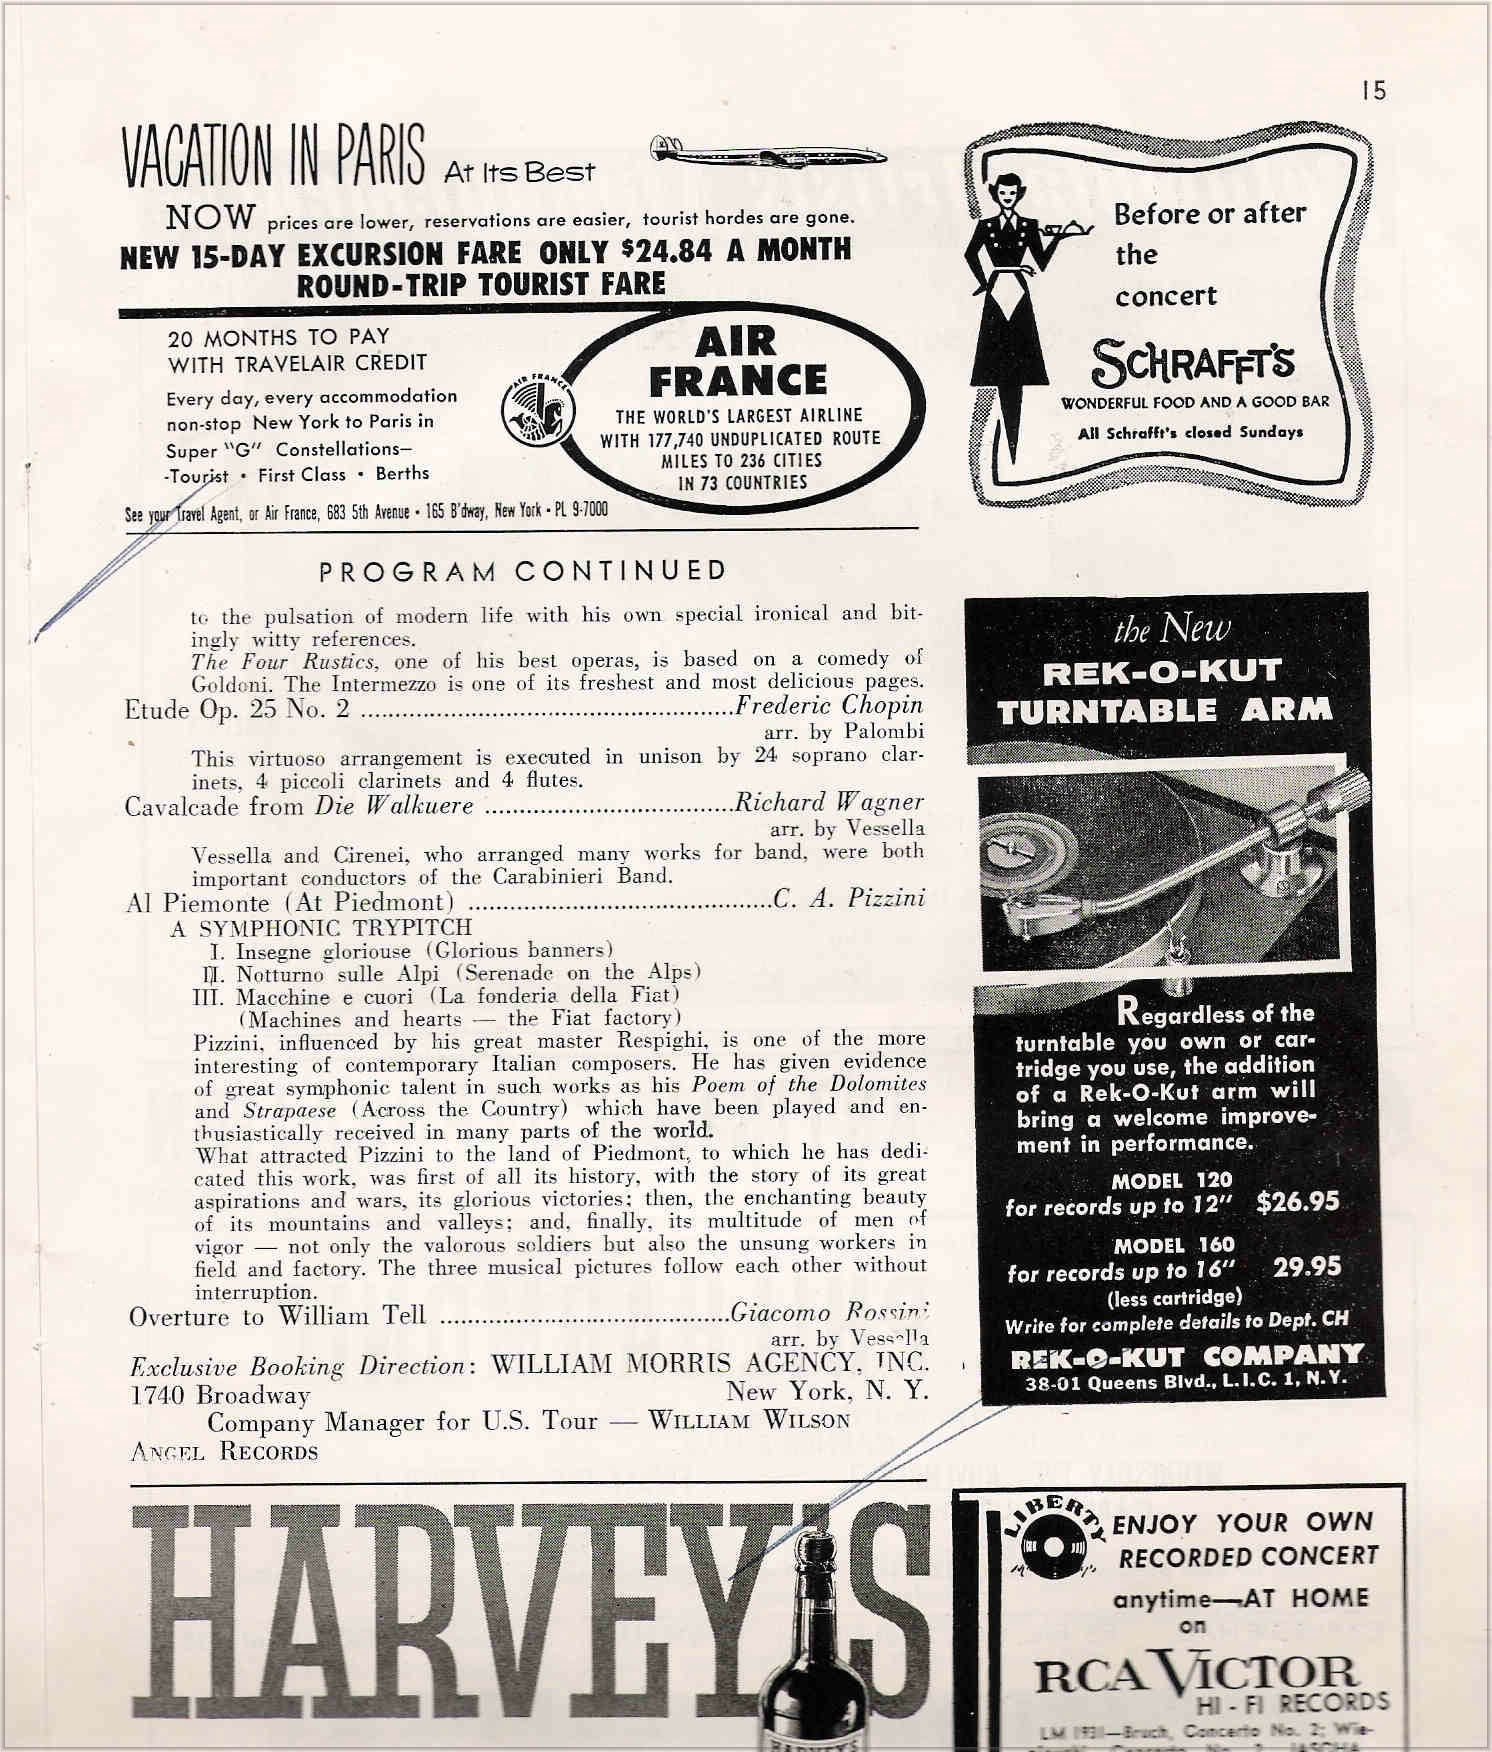 15
VACATION IN PARIS At Its Best
NOW prices are lower, reservations are easier, tourist hordes are gone.
NEW 15-DAY EXCURSION FARE ONLY $24.84 A MONTH
ROUND-TRIP TOURIST FARE
20 MONTHS TO PAY
WITH TRAVELAIR CREDIT
Every day, every accommodation
non-stop New York to Paris in
Super "G" Constellations—
-Tourist • First Class • Berths
AIR FRANCE
AIR
FRANCE
THE WORLD'S LARGEST AIRLINE
WITH 177,740 UNDUPLICATED ROUTE
MILES TO 236 CITIES
IN 73 COUNTRIES
See your Travel Agent, or Air France, 683 5th Avenue • 165 B'dway, New York • PL 9-7000
Before or after
the
concert
SCHRAFFT'S
WONDERFUL FOOD AND A GOOD BAR
All Schrafft's closed Sundays
PROGRAM CONTINUED
to the pulsation of modern life with his own special ironical and bit-
ingly witty references.
The Four Rustics, one of his best operas, is based on a comedy of
Goldoni. The Intermezzo is one of its freshest and most delicious pages.
Etude Op. 25 No. 2 ......................................................Frederic Chopin
arr. by Palombi
This virtuoso arrangement is executed in unison by 24 soprano clar-
inets, 4 piccoli clarinets and 4 flutes.
Cavalcade from Die Walkuere ....................................Richard Wagner
arr. by Vessella
Vessella and Cirenei, who arranged many works for band, were both
important conductors of the Carabinieri Band.
Al Piemonte (At Piedmont) ............................................C. A. Pizzini
A SYMPHONIC TRYPITCH
I. Insegne gloriouse (Glorious banners)
II. Notturno sulle Alpi (Serenade on the Alps)
III. Macchine e cuori (La fonderia della Fiat)
(Machines and hearts — the Fiat factory)
Pizzini, influenced by his great master Respighi, is one of the more
interesting of contemporary Italian composers. He has given evidence
of great symphonic talent in such works as his Poem of the Dolomites
and Strapaese (Across the Country) which have been played and en-
thusiastically received in many parts of the world.
What attracted Pizzini to the land of Piedmont, to which he has dedi-
cated this work, was first of all its history, with the story of its great
aspirations and wars, its glorious victories; then, the enchanting beauty
of its mountains and valleys; and, finally, its multitude of men of
vigor — not only the valorous soldiers but also the unsung workers in
field and factory. The three musical pictures follow each other without
interruption.
Overture to William Tell ..........................................Giacomo Rossini
arr. by Vessella
Exclusive Booking Direction: WILLIAM MORRIS AGENCY, INC.
1740 Broadway New York, N. Y.
Company Manager for U.S. Tour — WILLIAM WILSON
ANGEL RECORDS
the New
REK-O-KUT
TURNTABLE ARM
Regardless of the
turntable you own or car-
tridge you use, the addition
of a Rek-O-Kut arm will
bring a welcome improve-
ment in performance.
MODEL 120
for records up to 12" $26.95
MODEL 160
for records up to 16" 29.95
(less cartridge)
Write for complete details to Dept. CH
REK-O-KUT COMPANY
38-01 Queens Blvd., L.I.C. 1, N.Y.
HARVEY'S
HARVEY'S
LIBERTY
ENJOY YOUR OWN
RECORDED CONCERT
anytime—AT HOME
on
RCA VICTOR
HI-FI RECORDS
LM 1931—Bruch, Concerto No. 2; Wie-
Concerto No. 2, JASCHA